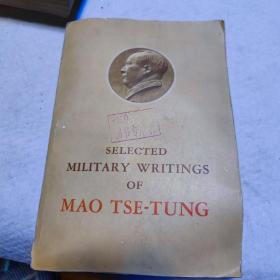 SELECTED
MILITARY WRITINGS
OF
MAO TSE-TUNG